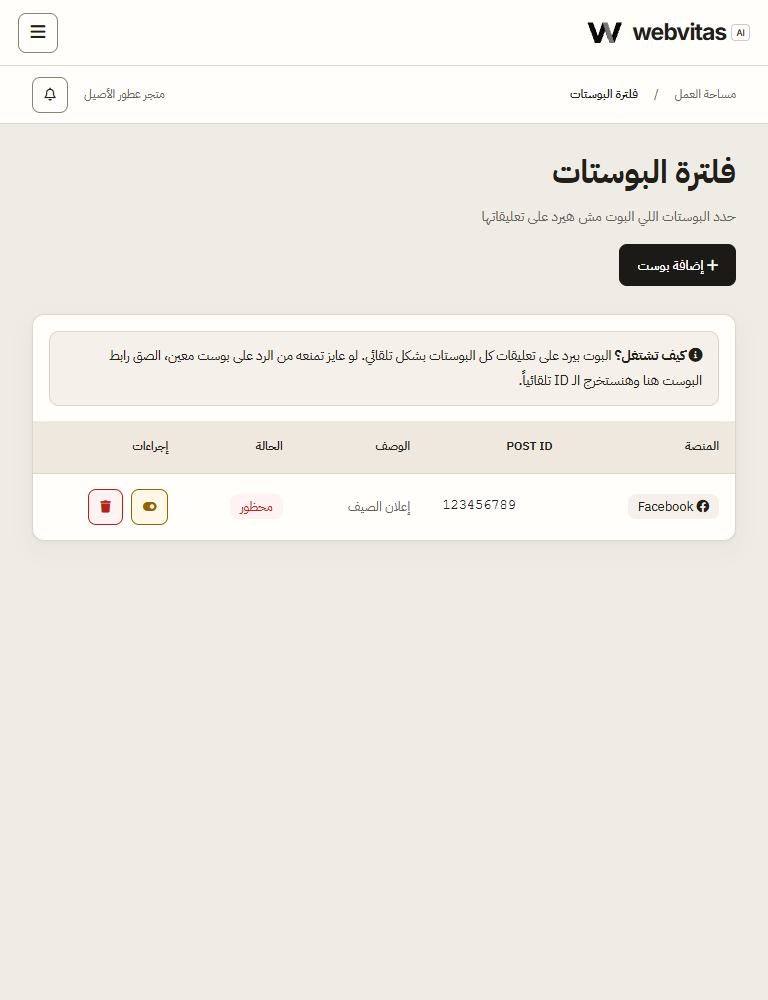 webvitas AI
مساحة العمل / فلترة البوستات
متجر عطور الأصيل
فلترة البوستات
حدد البوستات اللي البوت مش هيرد على تعليقاتها
إضافة بوست
كيف تشتغل؟ البوت بيرد على تعليقات كل البوستات بشكل تلقائي. لو عايز تمنعه من الرد على بوست معين، الصق رابط
البوست هنا وهنستخرج الـ ID تلقائياً.
المنصة POST ID الوصف الحالة إجراءات
Facebook 123456789 إعلان الصيف محظور